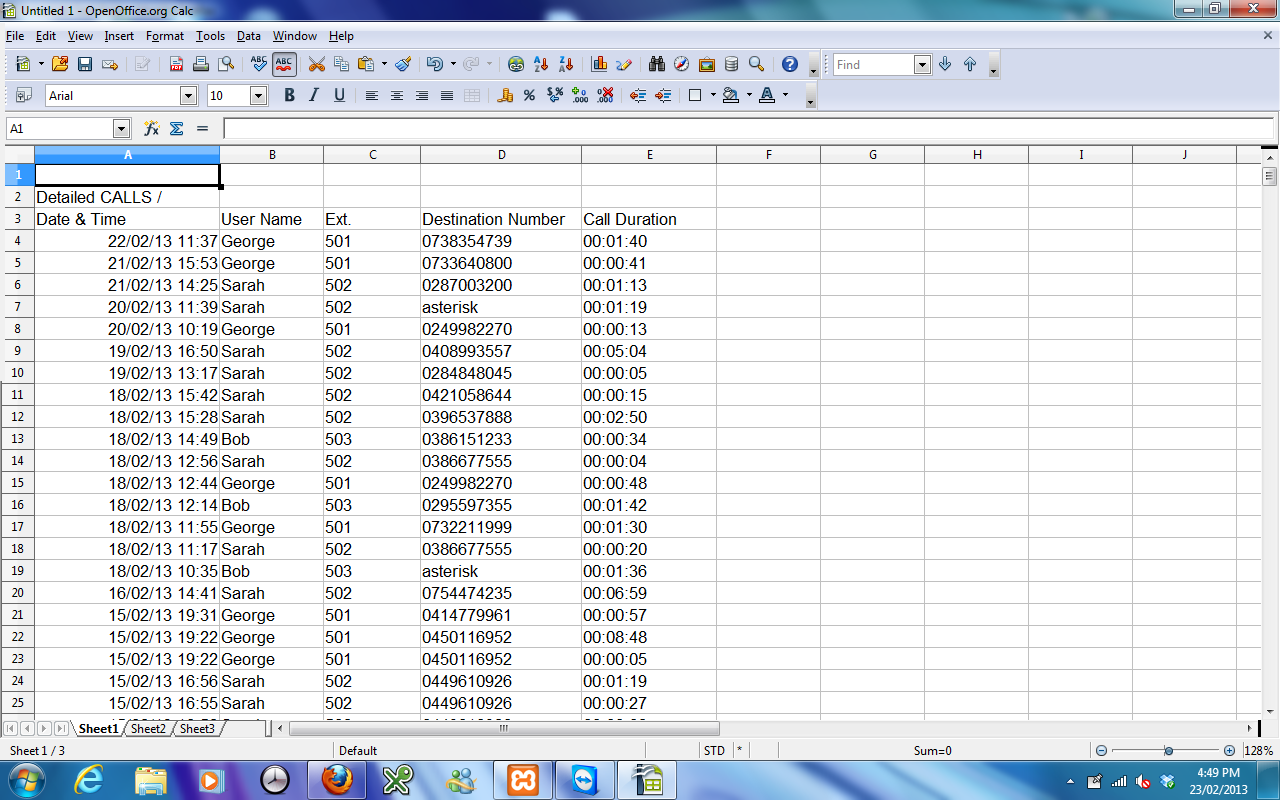 Untitled 1 - OpenOffice.org Calc
File Edit View Insert Format Tools Data Window Help
Find
Arial 10
A1
A B C D E F G H I J
1
2 Detailed CALLS /
3 Date & Time User Name Ext. Destination Number Call Duration
4 22/02/13 11:37 George 501 0738354739 00:01:40
5 21/02/13 15:53 George 501 0733640800 00:00:41
6 21/02/13 14:25 Sarah 502 0287003200 00:01:13
7 20/02/13 11:39 Sarah 502 asterisk 00:01:19
8 20/02/13 10:19 George 501 0249982270 00:00:13
9 19/02/13 16:50 Sarah 502 0408993557 00:05:04
10 19/02/13 13:17 Sarah 502 0284848045 00:00:05
11 18/02/13 15:42 Sarah 502 0421058644 00:00:15
12 18/02/13 15:28 Sarah 502 0396537888 00:02:50
13 18/02/13 14:49 Bob 503 0386151233 00:00:34
14 18/02/13 12:56 Sarah 502 0386677555 00:00:04
15 18/02/13 12:44 George 501 0249982270 00:00:48
16 18/02/13 12:14 Bob 503 0295597355 00:01:42
17 18/02/13 11:55 George 501 0732211999 00:01:30
18 18/02/13 11:17 Sarah 502 0386677555 00:00:20
19 18/02/13 10:35 Bob 503 asterisk 00:01:36
20 16/02/13 14:41 Sarah 502 0754474235 00:06:59
21 15/02/13 19:31 George 501 0414779961 00:00:57
22 15/02/13 19:22 George 501 0450116952 00:08:48
23 15/02/13 19:22 George 501 0450116952 00:00:05
24 15/02/13 16:56 Sarah 502 0449610926 00:01:19
25 15/02/13 16:55 Sarah 502 0449610926 00:00:27
Sheet1 Sheet2 Sheet3
Sheet 1 / 3 Default STD * Sum=0 128%
4:49 PM
23/02/2013